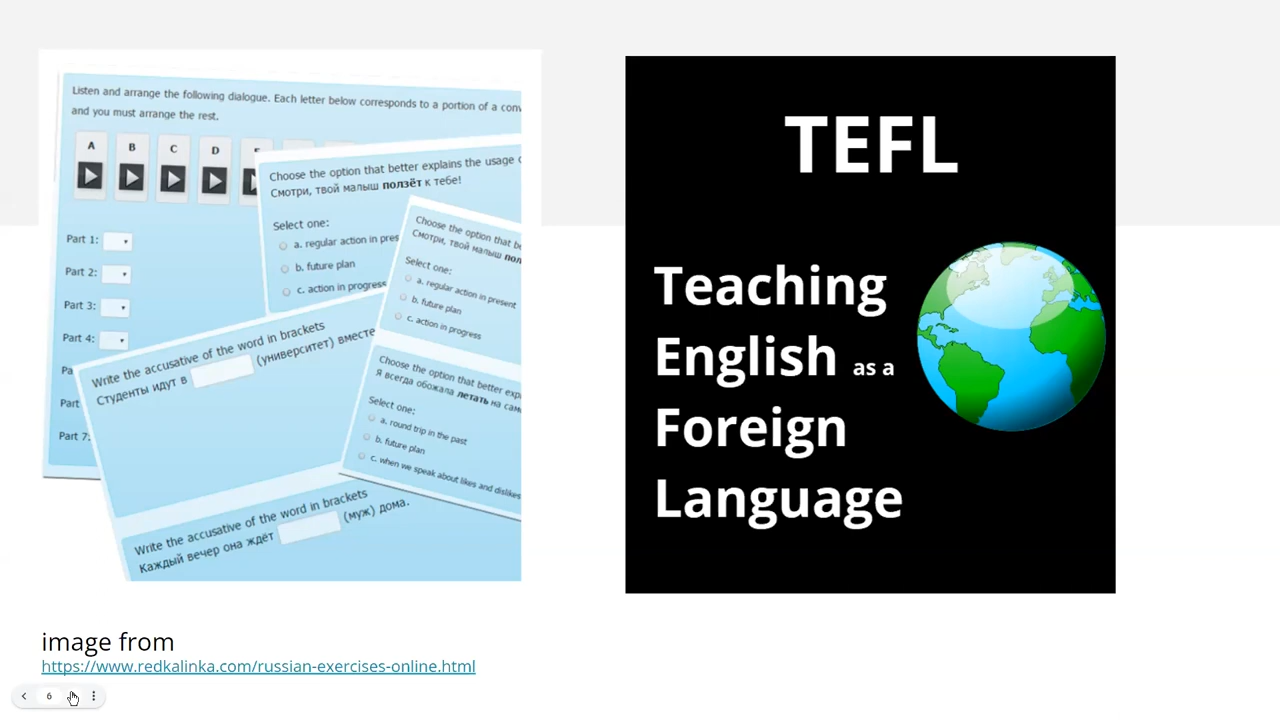 Listen and arrange the following dialogue. Each letter below corresponds to a portion of a
and you must arrange the rest.
A B C D
Part 1:
Part 2:
Part 3:
Part 4:
Part
Part 7:
Choose the option that better explains the usage
Смотри, твой малыш ползёт к тебе!
Select one:
a. regular action in
b. future plan
c. action in progress
Choose the option that
Смотри, твой малыш
Select one:
a. regular action in present
b. future plan
c. action in progress
Choose the option that better
Я всегда обожала летать на
Select one:
a. round trip in the past
b. future plan
c. when we speak about likes and dislikes
Write the accusative of the word in brackets
Студенты идут в (университет) вместе
Write the accusative of the word in brackets
Каждый вечер она ждёт (муж) дома.
TEFL
Teaching
English as a
Foreign
Language
image from
https://www.redkalinka.com/russian-exercises-online.html
6